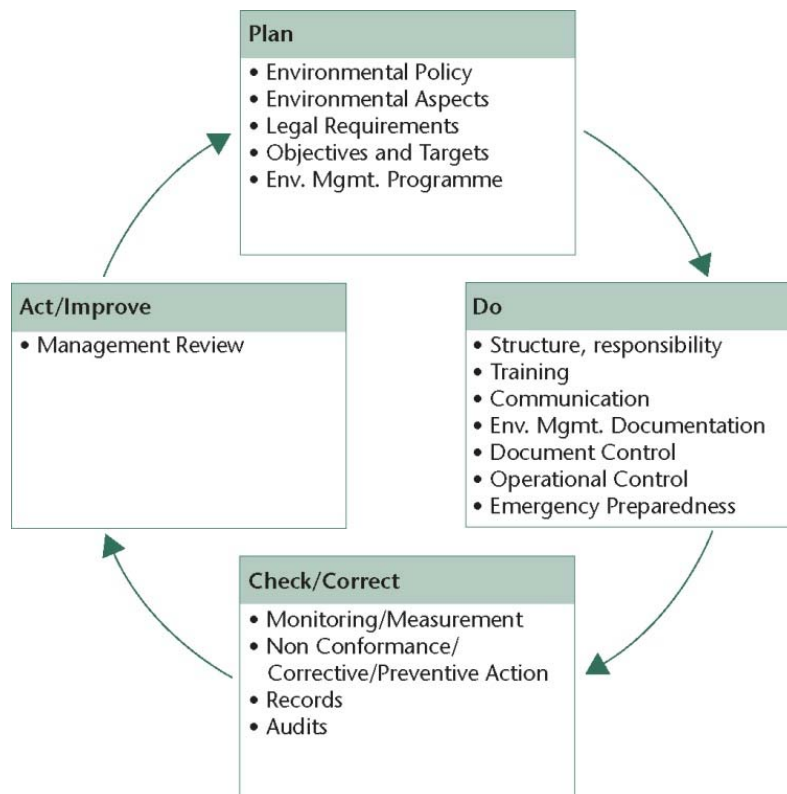 Plan
• Environmental Policy
• Environmental Aspects
• Legal Requirements
• Objectives and Targets
• Env. Mgmt. Programme
Act/Improve
• Management Review
Do
• Structure, responsibility
• Training
• Communication
• Env. Mgmt. Documentation
• Document Control
• Operational Control
• Emergency Preparedness
Check/Correct
• Monitoring/Measurement
• Non Conformance/
Corrective/Preventive Action
• Records
• Audits